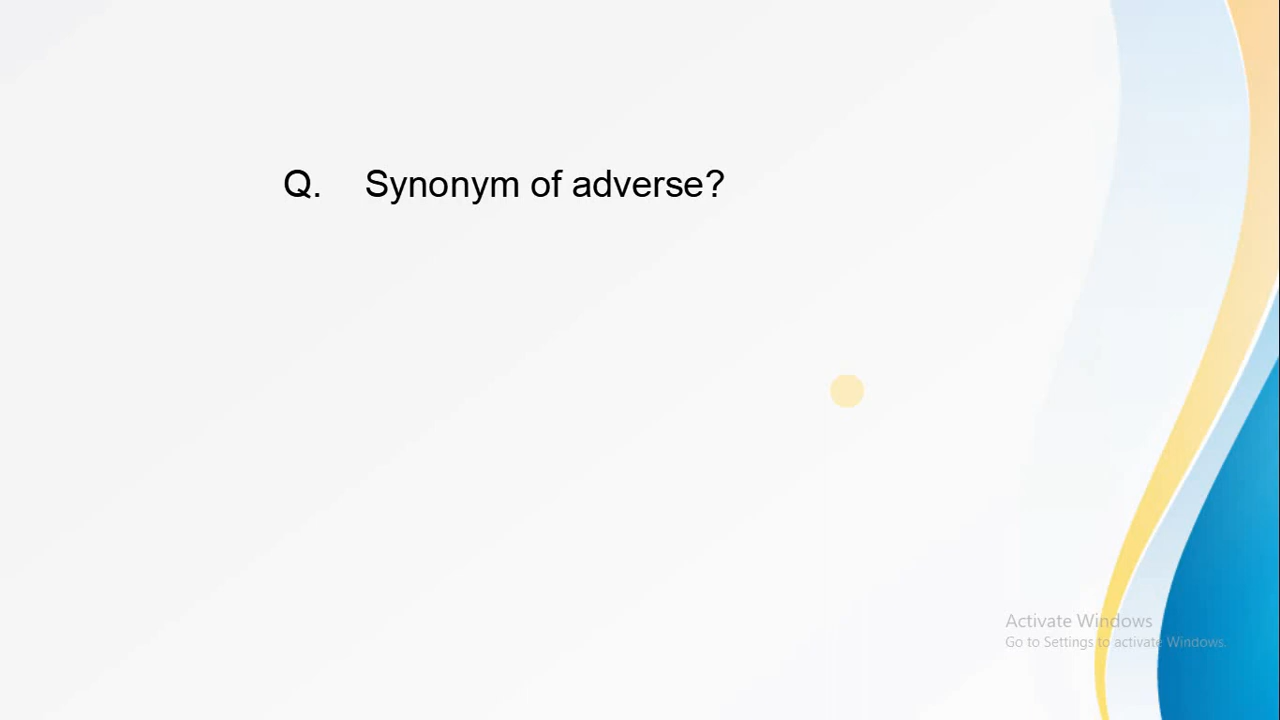 Q. Synonym of adverse?
Activate Windows
Go to Settings to activate Windows.